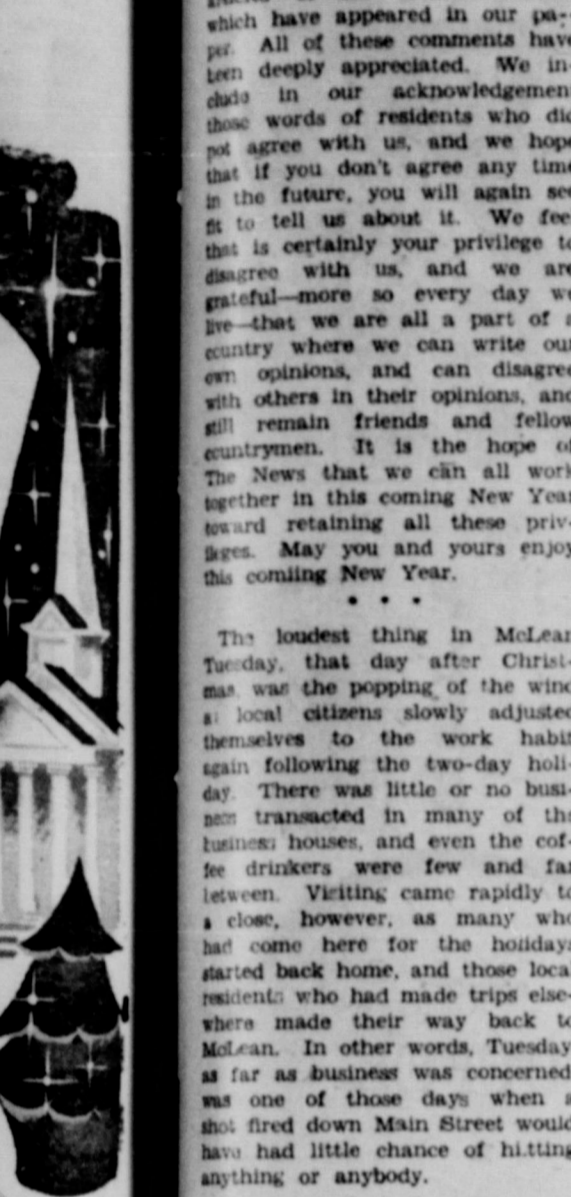 which have appeared in our pa-
per. All of these comments have
been deeply appreciated. We in-
clude in our acknowledgement
those words of residents who did
not agree with us, and we hope
that if you don't agree any time
in the future, you will again see
fit to tell us about it. We feel
that is certainly your privilege to
disagree with us, and we are
grateful—more so every day we
live—that we are all a part of a
country where we can write our
own opinions, and can disagree
with others in their opinions, and
still remain friends and fellow
countrymen. It is the hope of
The News that we can all work
together in this coming New Year
toward retaining all these priv-
ileges. May you and yours enjoy
this comiing New Year.
• • •
The loudest thing in McLean
Tuesday, that day after Christ-
mas, was the popping of the wind
as local citizens slowly adjusted
themselves to the work habit
again following the two-day holi-
day. There was little or no busi-
ness transacted in many of the
business houses, and even the cof-
fee drinkers were few and far
between. Visiting came rapidly to
a close, however, as many who
had come here for the holidays
started back home, and those local
residents who had made trips else-
where made their way back to
McLean. In other words, Tuesday
as far as business was concerned
was one of those days when a
shot fired down Main Street would
have had little chance of hitting
anything or anybody.